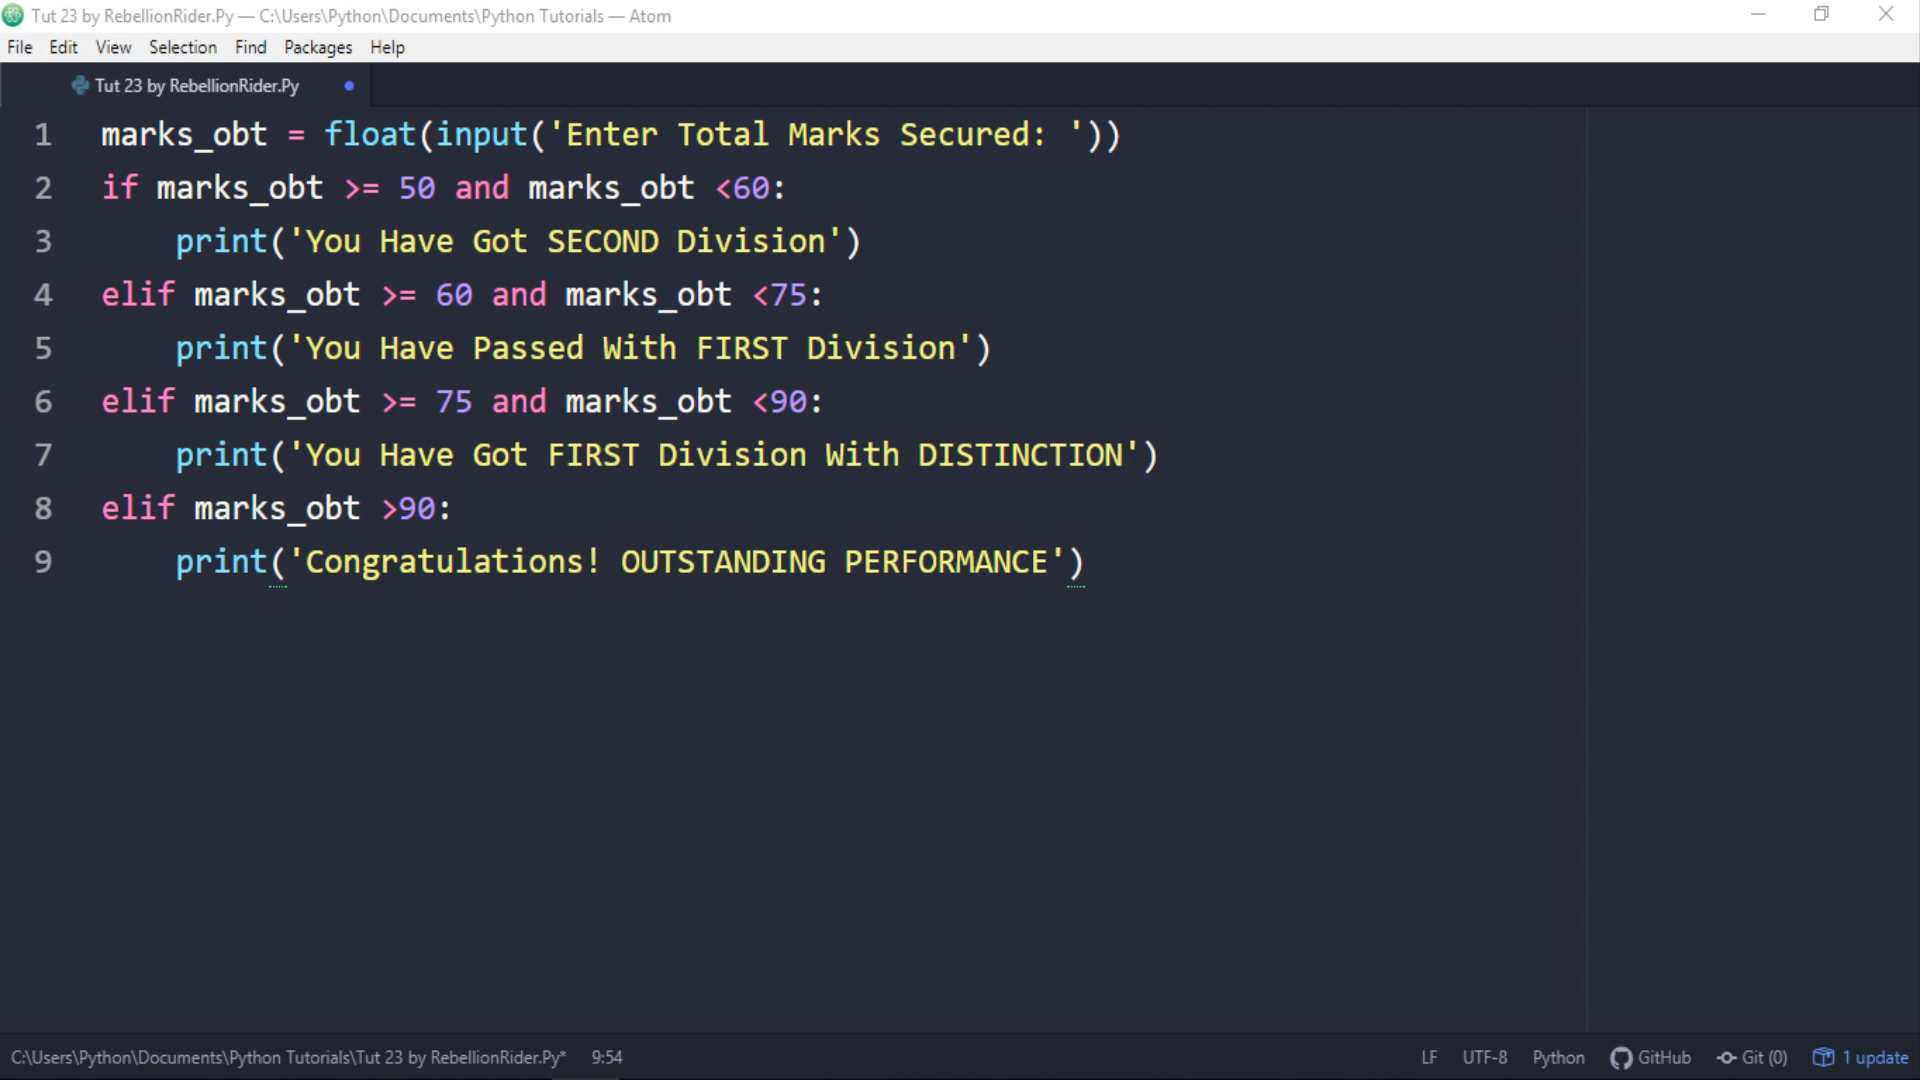 Tut 23 by RebellionRider.Py — C:\Users\Python\Documents\Python Tutorials — Atom
File Edit View Selection Find Packages Help
Tut 23 by RebellionRider.Py
1 marks_obt = float(input('Enter Total Marks Secured: '))
2 if marks_obt >= 50 and marks_obt <60:
3     print('You Have Got SECOND Division')
4 elif marks_obt >= 60 and marks_obt <75:
5     print('You Have Passed With FIRST Division')
6 elif marks_obt >= 75 and marks_obt <90:
7     print('You Have Got FIRST Division With DISTINCTION')
8 elif marks_obt >90:
9     print('Congratulations! OUTSTANDING PERFORMANCE')
C:\Users\Python\Documents\Python Tutorials\Tut 23 by RebellionRider.Py* 9:54 LF UTF-8 Python GitHub Git (0) 1 update